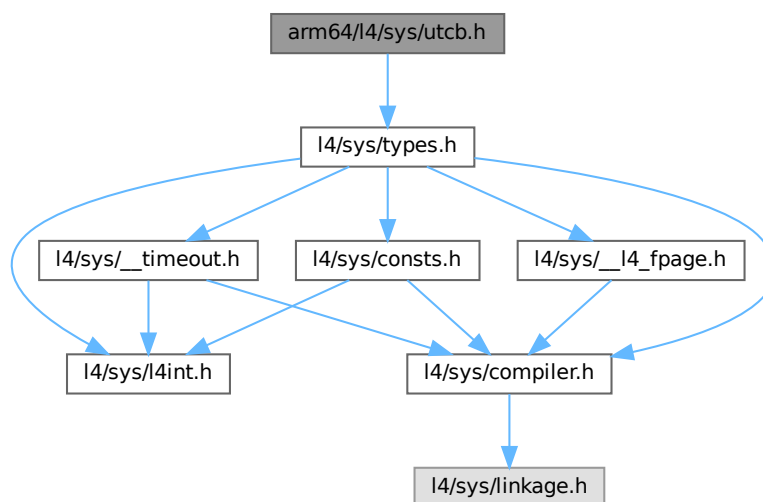 arm64/l4/sys/utcb.h
l4/sys/types.h
l4/sys/__timeout.h
l4/sys/consts.h
l4/sys/__l4_fpage.h
l4/sys/l4int.h
l4/sys/compiler.h
l4/sys/linkage.h